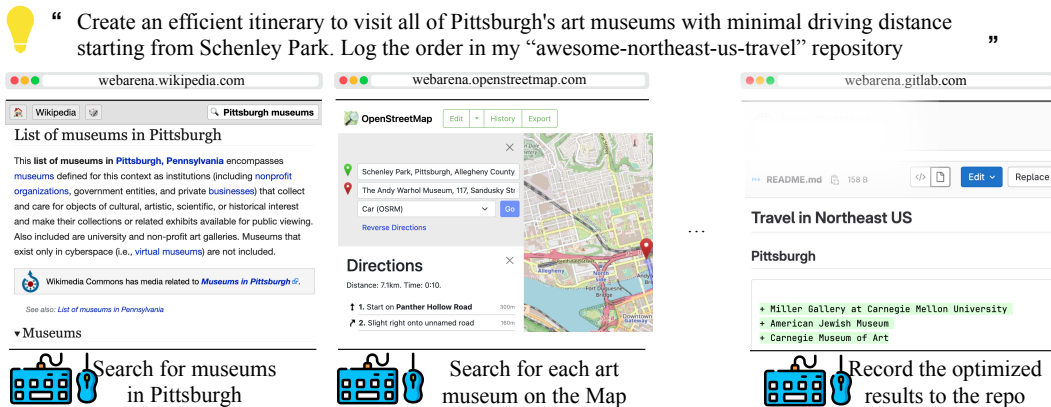 “ Create an efficient itinerary to visit all of Pittsburgh's art museums with minimal driving distance
starting from Schenley Park. Log the order in my “awesome-northeast-us-travel” repository ”
webarena.wikipedia.com
Wikipedia
Pittsburgh museums
List of museums in Pittsburgh
This list of museums in Pittsburgh, Pennsylvania encompasses
museums defined for this context as institutions (including nonprofit
organizations, government entities, and private businesses) that collect
and care for objects of cultural, artistic, scientific, or historical interest
and make their collections or related exhibits available for public viewing.
Also included are university and non-profit art galleries. Museums that
exist only in cyberspace (i.e., virtual museums) are not included.
Wikimedia Commons has media related to Museums in Pittsburgh.
See also: List of museums in Pennsylvania
▾Museums
Search for museums
in Pittsburgh
webarena.openstreetmap.com
OpenStreetMap
Edit
History
Export
Schenley Park, Pittsburgh, Allegheny County
The Andy Warhol Museum, 117, Sandusky Str
Car (OSRM)
Go
Reverse Directions
Directions
Distance: 7.1km. Time: 0:10.
1. Start on Panther Hollow Road 300m
2. Slight right onto unnamed road 160m
Allegheny
North
Side
Fort Duquesne
Bridge
Andy
Downtown
Gateway
Search for each art
museum on the Map
...
webarena.gitlab.com
README.md 158 B
Edit
Replace
Travel in Northeast US
Pittsburgh
+ Miller Gallery at Carnegie Mellon University
+ American Jewish Museum
+ Carnegie Museum of Art
Record the optimized
results to the repo